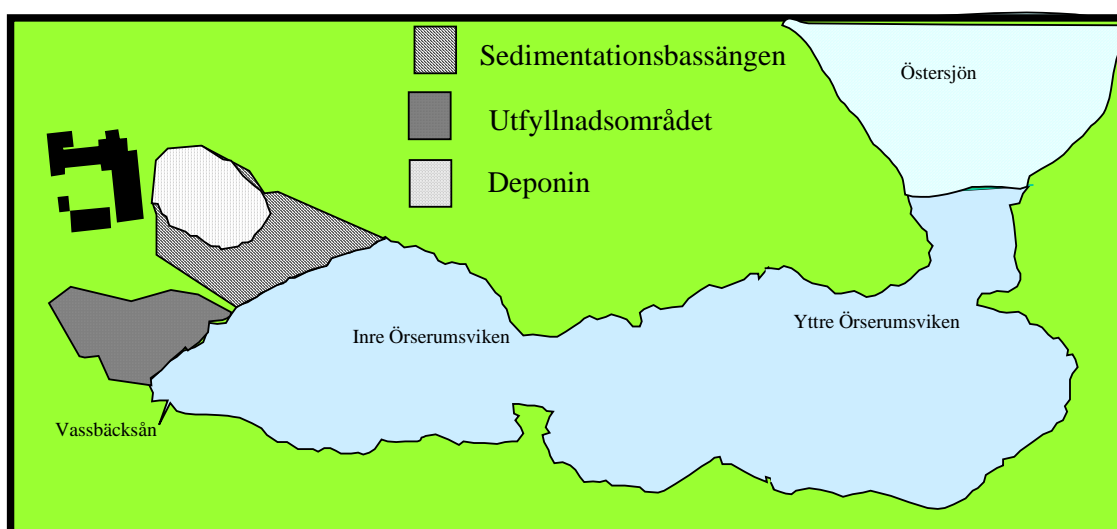 Sedimentationsbassängen
Östersjön
Utfyllnadsområdet
Deponin
Inre Örserumsviken
Yttre Örserumsviken
Vassbäcksån